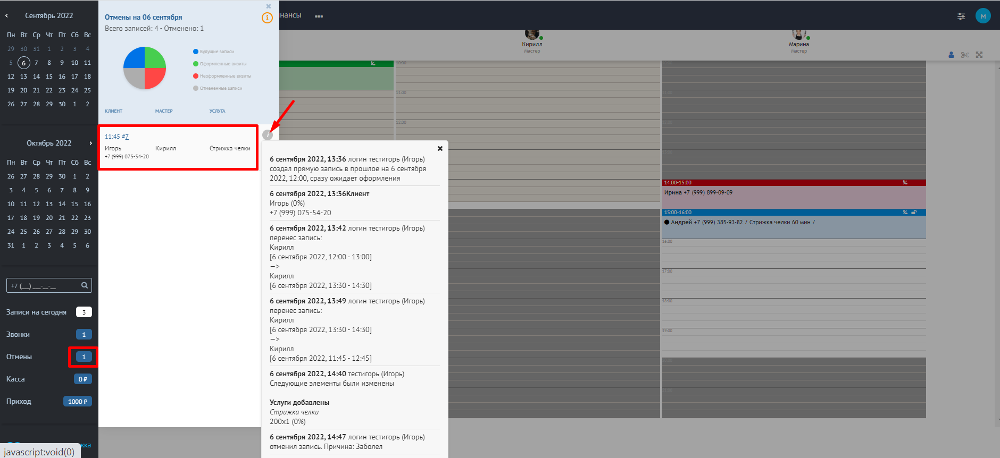 Сентябрь 2022
Пн Вт Ср Чт Пт Сб Вс
29 30 31 1 2 3 4
5 6 7 8 9 10 11
12 13 14 15 16 17 18
19 20 21 22 23 24 25
26 27 28 29 30 1 2
Октябрь 2022
Пн Вт Ср Чт Пт Сб Вс
26 27 28 29 30 1 2
3 4 5 6 7 8 9
10 11 12 13 14 15 16
17 18 19 20 21 22 23
24 25 26 27 28 29 30
31 1 2 3 4 5 6
+7 (__) ___-__-__
Записи на сегодня 3
Звонки 1
Отмены 1
Касса 0 ₽
Приход 1000 ₽
жка
javascript:void(0)
Отмены на 06 сентября
Всего записей: 4 - Отменено: 1
Будущие записи
Оформленные визиты
Неоформленные визиты
Отмененные записи
КЛИЕНТ МАСТЕР УСЛУГА
11:45 #7
Игорь Кирилл Стрижка челки
+7 (999) 075-54-20
6 сентября 2022, 13:36 логин тестигорь (Игорь)
создал прямую запись в прошлое на 6 сентября
2022, 12:00, сразу ожидает оформления
6 сентября 2022, 13:36Клиент
Игорь (0%)
+7 (999) 075-54-20
6 сентября 2022, 13:42 логин тестигорь (Игорь)
перенес запись:
Кирилл
[6 сентября 2022, 12:00 - 13:00]
—>
Кирилл
[6 сентября 2022, 13:30 - 14:30]
6 сентября 2022, 13:49 логин тестигорь (Игорь)
перенес запись:
Кирилл
[6 сентября 2022, 13:30 - 14:30]
—>
Кирилл
[6 сентября 2022, 11:45 - 12:45]
6 сентября 2022, 14:40 тестигорь (Игорь)
Следующие элементы были изменены
Услуги добавлены
Стрижка челки
200x1 (0%)
6 сентября 2022, 14:47 логин тестигорь (Игорь)
отменил запись. Причина: Заболел
нансы
М
Кирилл
Мастер
Марина
Мастер
10:00
11:00
12:00
14:00-15:00
Ирина +7 (999) 899-09-09
15:00-16:00
Андрей +7 (999) 385-93-82 / Стрижка челки 60 мин /
16:00
17:00
18:00
19:00